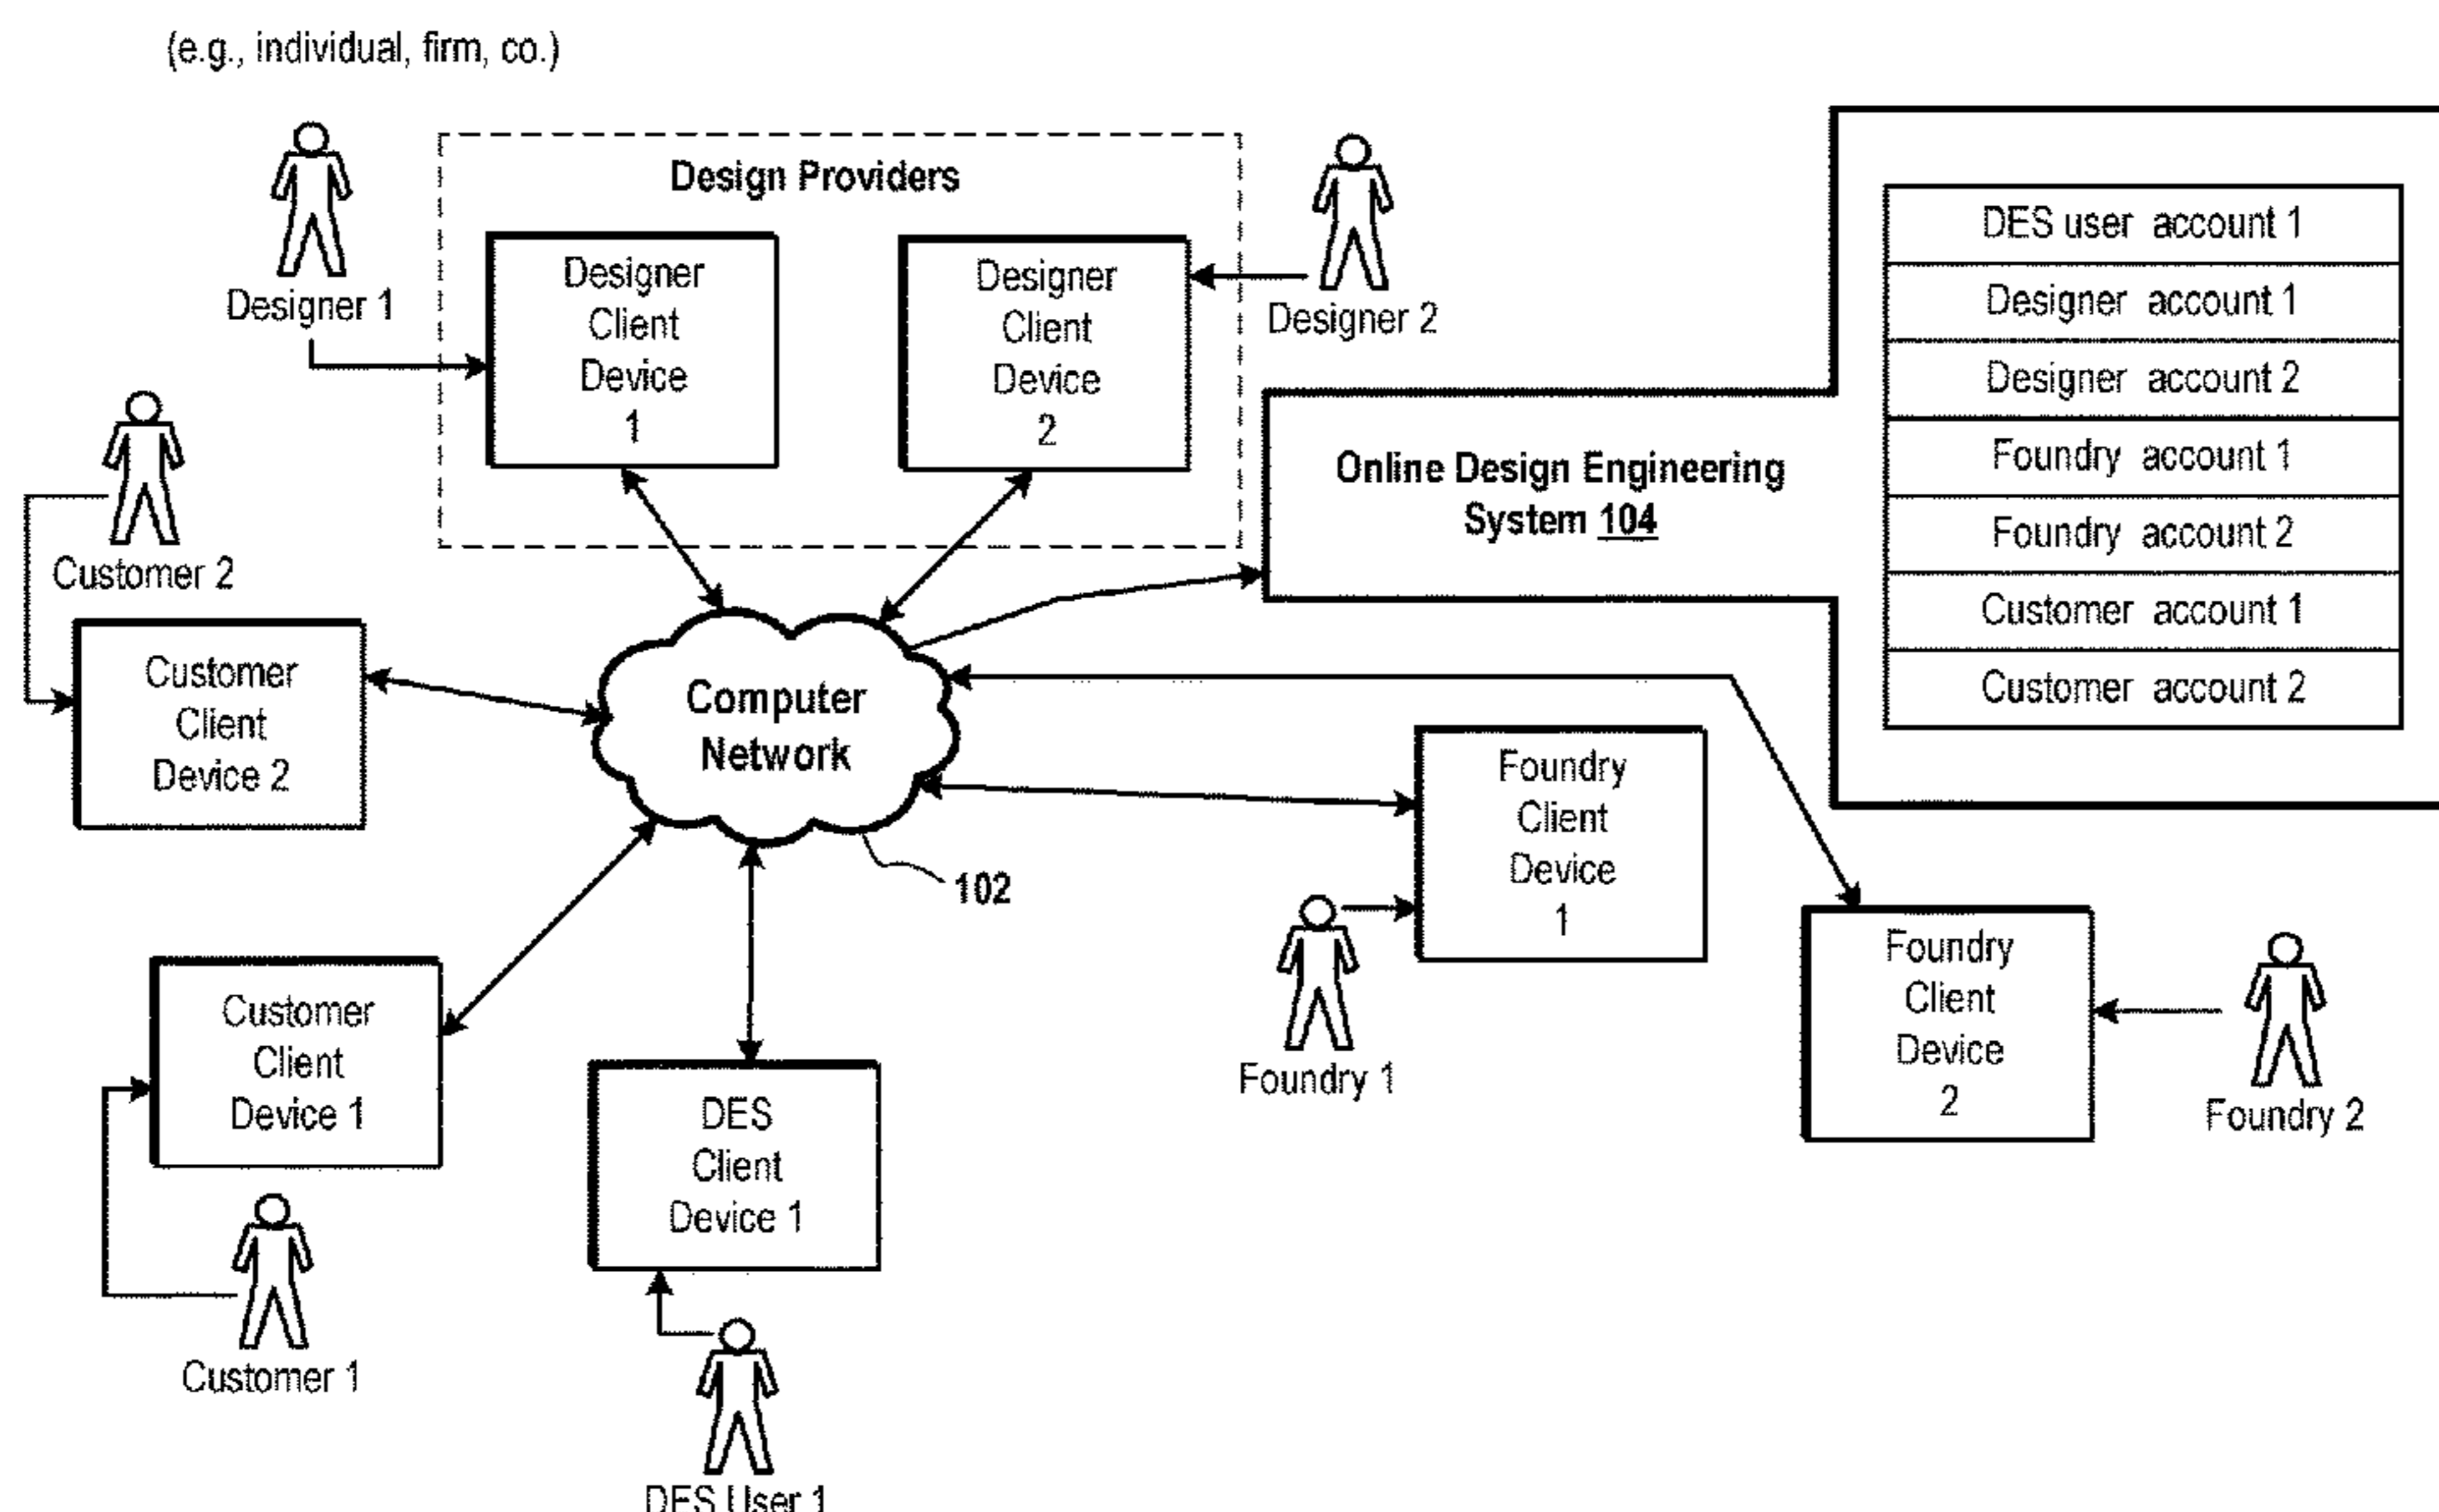 (e.g., individual, firm, co.)
Design Providers
Designer 1
Designer
Client
Device
1
Designer
Client
Device
2
Designer 2
DES user account 1
Designer account 1
Designer account 2
Foundry account 1
Foundry account 2
Customer account 1
Customer account 2
Online Design Engineering
System 104
Customer 2
Customer
Client
Device 2
Computer
Network
102
Foundry
Client
Device
1
Foundry 1
Foundry
Client
Device
2
Foundry 2
Customer
Client
Device 1
Customer 1
DES
Client
Device 1
DES User 1